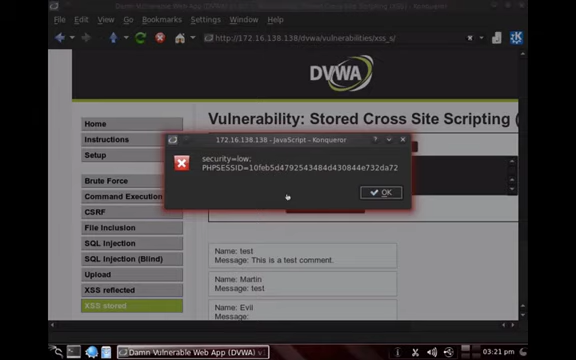 Damn Vulnerable Web App (DVWA) v
File Edit View Go Bookmarks Settings Window Help
http://172.16.138.138/dvwa/vulnerabilities/xss_s/
DVWA
Vulnerability: Stored Cross Site Scripting (
Home
Instructions
Setup
172.16.138.138 - JavaScript - Konqueror
security=low;
PHPSESSID=10feb5d4792543484d430844e732da72
OK
Brute Force
Command Execution
CSRF
File Inclusion
SQL Injection
SQL Injection (Blind)
Upload
XSS reflected
XSS stored
Name: test
Message: This is a test comment.
Name: Martin
Message: test
Name: Evil
Message:
Damn Vulnerable Web App (DVWA) v
03:21 pm